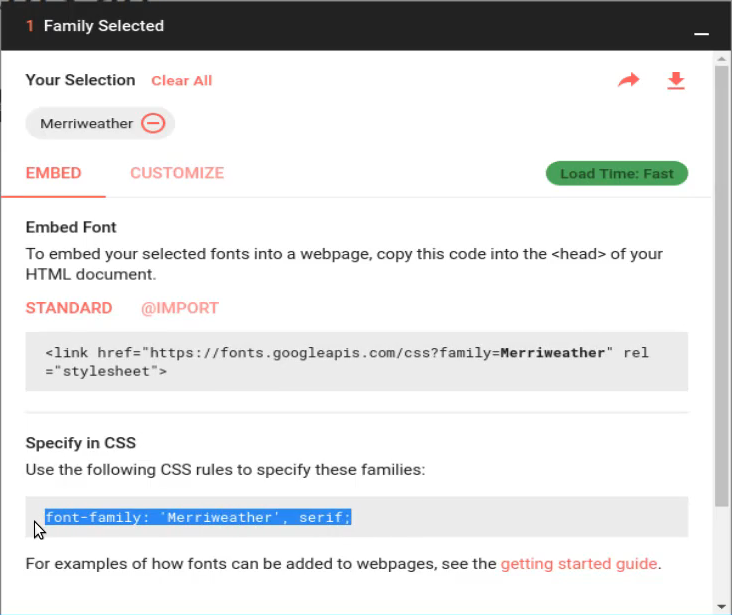 1 Family Selected
Your Selection Clear All
Merriweather
EMBED CUSTOMIZE Load Time: Fast
Embed Font
To embed your selected fonts into a webpage, copy this code into the <head> of your
HTML document.
STANDARD @IMPORT
<link href="https://fonts.googleapis.com/css?family=Merriweather" rel
="stylesheet">
Specify in CSS
Use the following CSS rules to specify these families:
font-family: 'Merriweather', serif;
For examples of how fonts can be added to webpages, see the getting started guide.